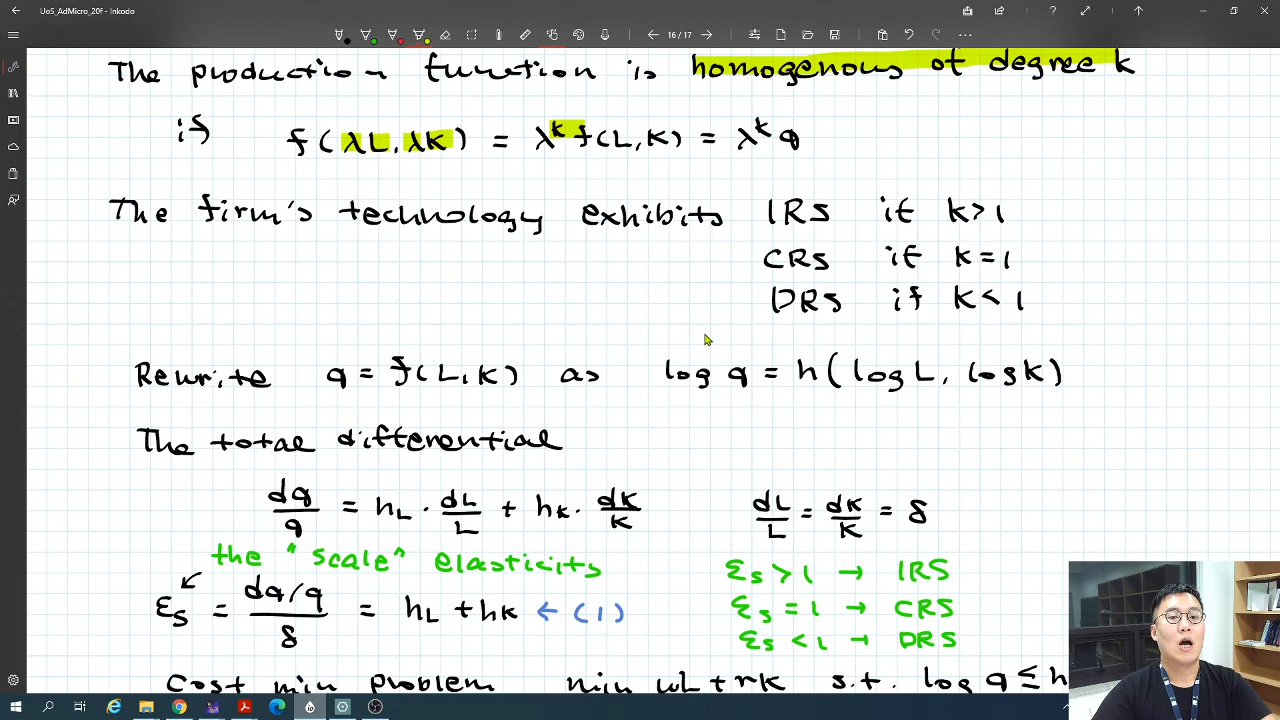 UoS_AdMicro_20f - Inkodo
16/17
The production function is homogenous of degree k
if f(λL, λK) = λ^k f(L, K) = λ^k q
The firm's technology exhibits IRS if k>1
CRS if k=1
DRS if k<1
Rewrite q = f(L, K) as log q = h(log L, log K)
The total differential
dq/q = h_L · dL/L + h_K · dK/K dL/L = dK/K = δ
the "scale" elasticity
ε_s > 1 → IRS
ε_s = (dq/q)/δ = h_L + h_K ← (1)
ε_s = 1 → CRS
ε_s < 1 → DRS
Cost min problem min wL + rK s.t. log q ≤ h